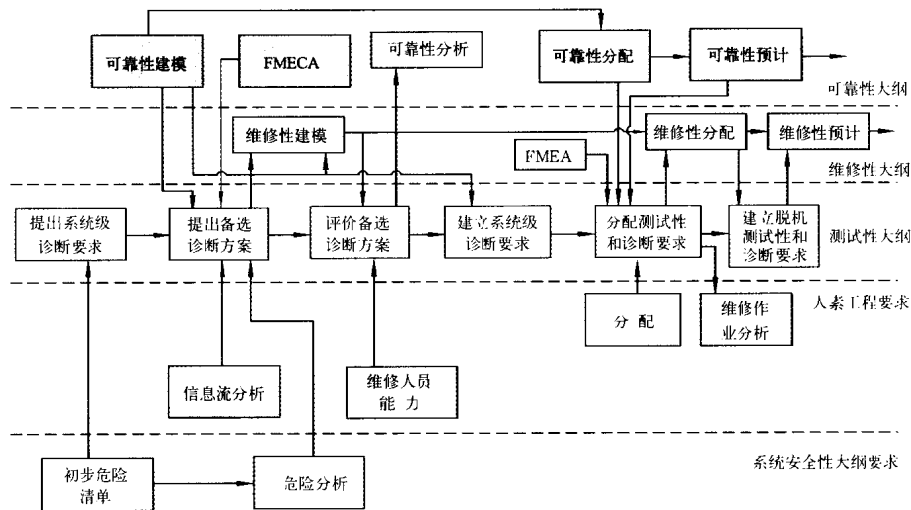 可靠性建模
FMECA
可靠性分析
可靠性分配
可靠性预计
可靠性大纲
维修性建模
FMEA
维修性分配
维修性预计
维修性大纲
提出系统级
诊断要求
提出备选
诊断方案
评价备选
诊断方案
建立系统级
诊断要求
分配测试性
和诊断要求
建立脱机
测试性和
诊断要求
测试性大纲
人素工程要求
分 配
维修作
业分析
信息流分析
维修人员
能 力
系统安全性大纲要求
初步危险
清单
危险分析